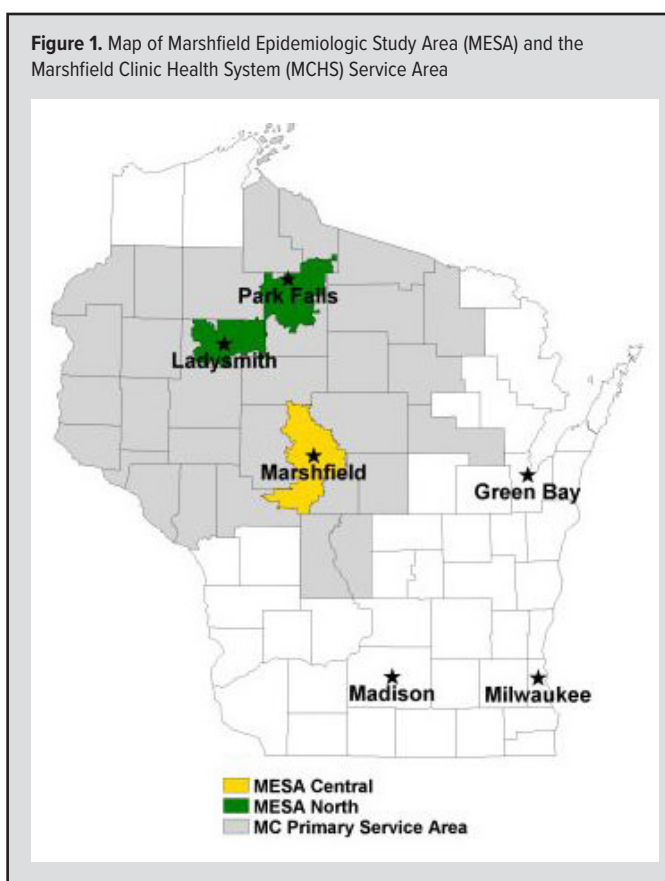 Figure 1. Map of Marshfield Epidemiologic Study Area (MESA) and the
Marshfield Clinic Health System (MCHS) Service Area
Park Falls
Ladysmith
Marshfield
Green Bay
Madison
Milwaukee
MESA Central
MESA North
MC Primary Service Area